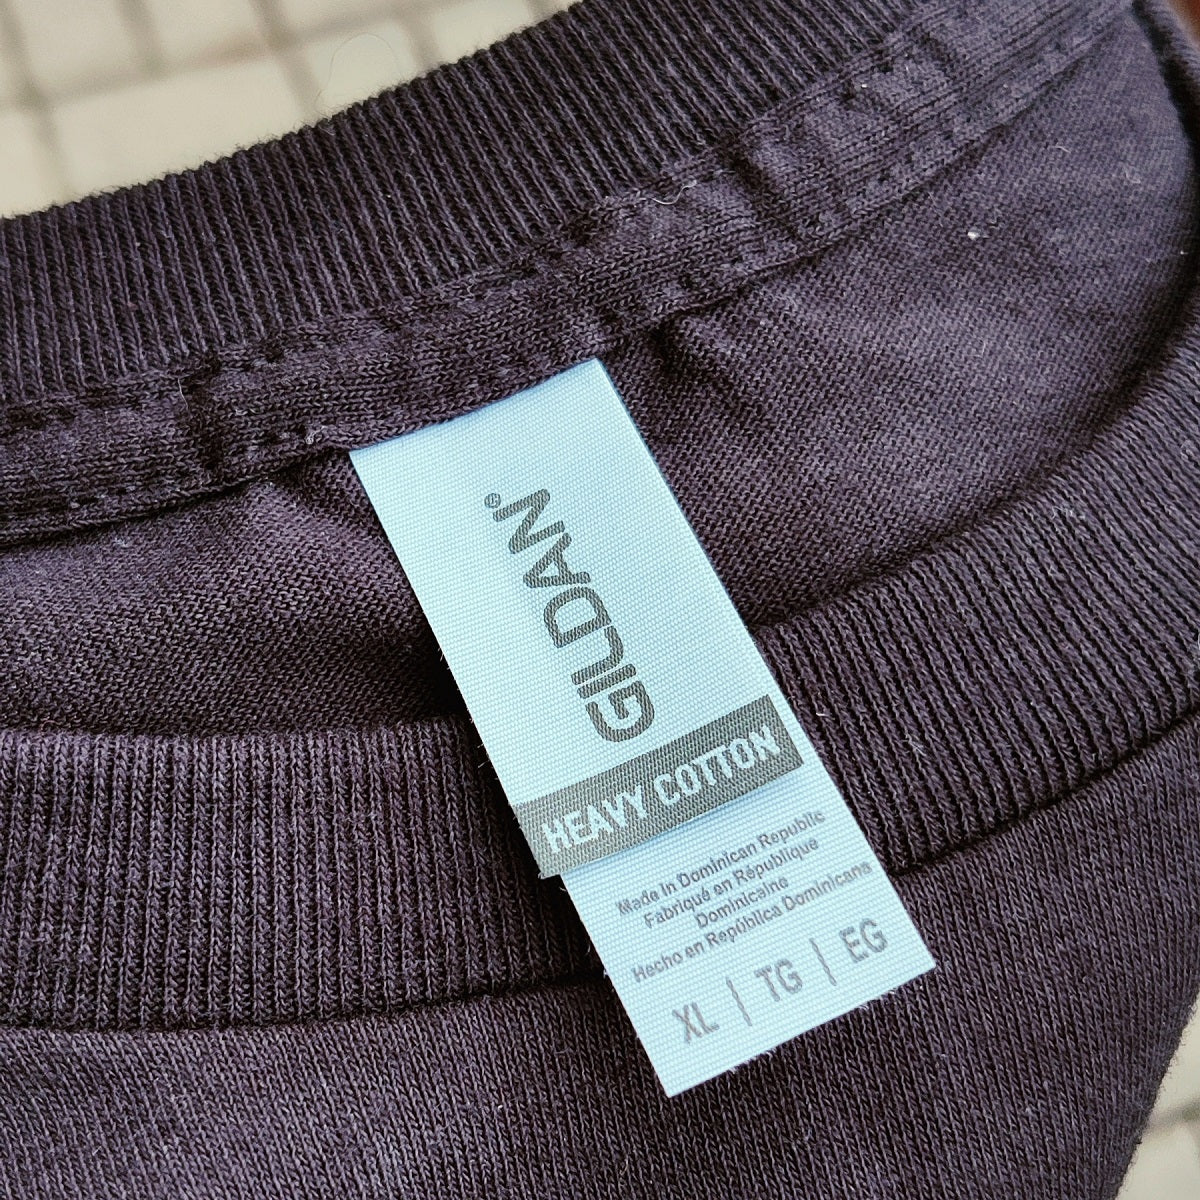 GILDAN®
HEAVY COTTON
Made in Dominican Republic
Fabriqué en République
Dominicaine
Hecho en República Dominicana
XL | TG | EG